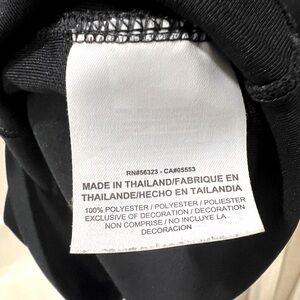 RN#56323 - CA#05553
MADE IN THAILAND/FABRIQUE EN
THAILANDE/HECHO EN TAILANDIA
100% POLYESTER / POLYESTER / POLIESTER
EXCLUSIVE OF DECORATION / DECORATION
NON COMPRISE / NO INCLUYE LA
DECORACION